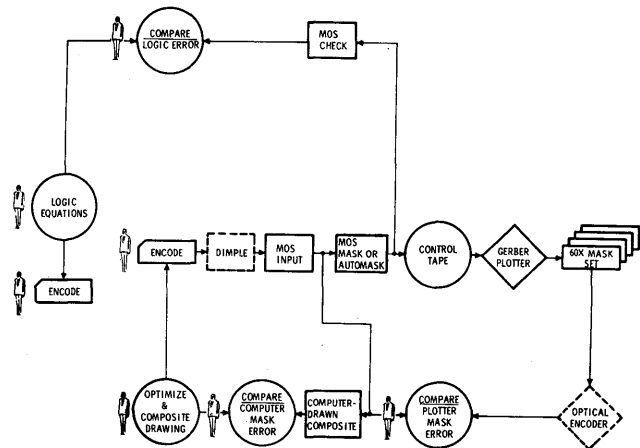 COMPARE
LOGIC ERROR
MOS
CHECK
LOGIC
EQUATIONS
ENCODE
ENCODE
DIMPLE
MOS
INPUT
MOS
MASK OR
AUTOMASK
CONTROL
TAPE
GERBER
PLOTTER
60X MASK
SET
OPTIMIZE
&
COMPOSITE
DRAWING
COMPARE
COMPUTER
MASK
ERROR
COMPUTER-
DRAWN
COMPOSITE
COMPARE
PLOTTER
MASK
ERROR
OPTICAL
ENCODER